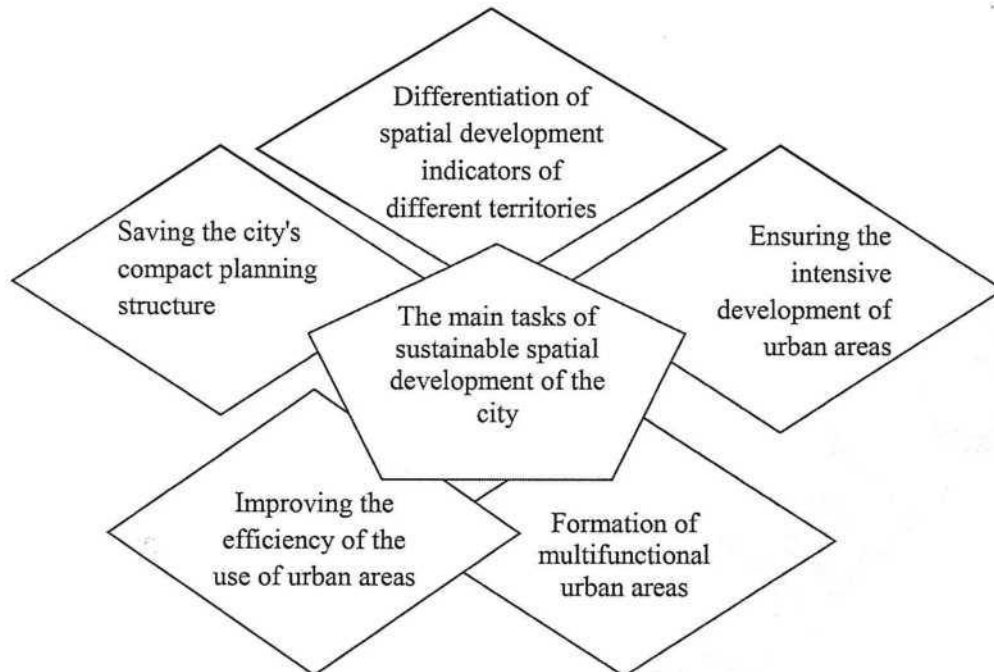 Differentiation of
spatial development
indicators of
different territories
Saving the city's
compact planning
structure
Ensuring the
intensive
development of
urban areas
The main tasks of
sustainable spatial
development of the
city
Improving the
efficiency of the
use of urban areas
Formation of
multifunctional
urban areas